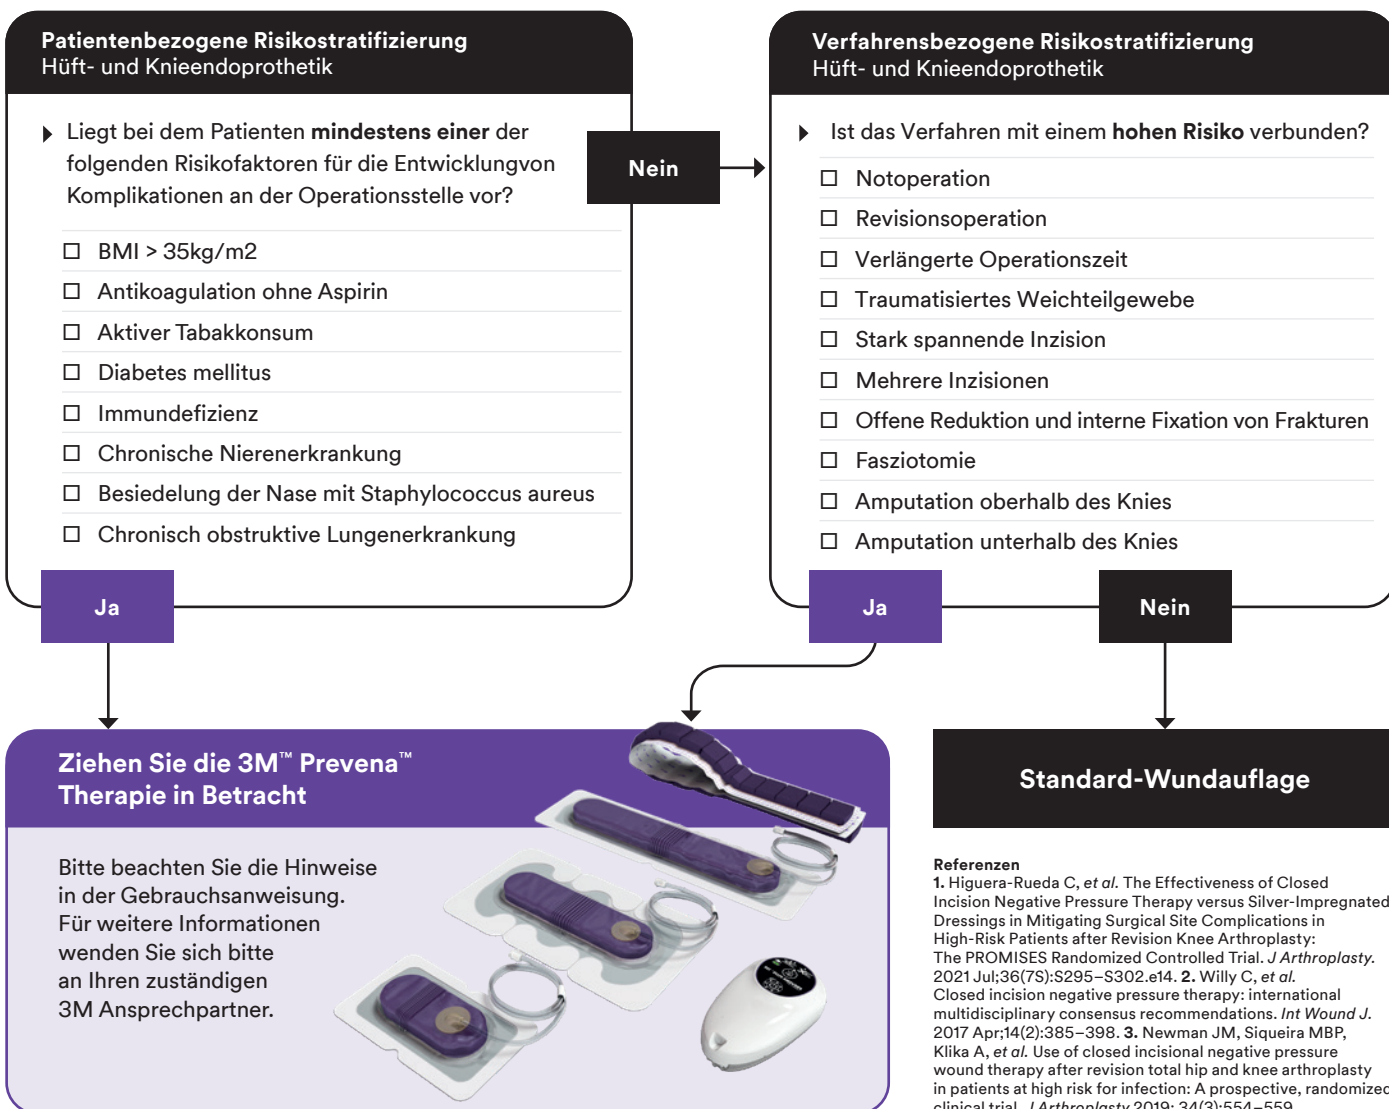 Patientenbezogene Risikostratifizierung
Hüft- und Knieendoprothetik
Liegt bei dem Patienten mindestens einer der
folgenden Risikofaktoren für die Entwicklungvon
Komplikationen an der Operationsstelle vor?
BMI > 35kg/m2
Antikoagulation ohne Aspirin
Aktiver Tabakkonsum
Diabetes mellitus
Immundefizienz
Chronische Nierenerkrankung
Besiedelung der Nase mit Staphylococcus aureus
Chronisch obstruktive Lungenerkrankung
Ja
Nein
Verfahrensbezogene Risikostratifizierung
Hüft- und Knieendoprothetik
Ist das Verfahren mit einem hohen Risiko verbunden?
Notoperation
Revisionsoperation
Verlängerte Operationszeit
Traumatisiertes Weichteilgewebe
Stark spannende Inzision
Mehrere Inzisionen
Offene Reduktion und interne Fixation von Frakturen
Fasziotomie
Amputation oberhalb des Knies
Amputation unterhalb des Knies
Ja
Nein
Ziehen Sie die 3M™ Prevena™
Therapie in Betracht
Bitte beachten Sie die Hinweise
in der Gebrauchsanweisung.
Für weitere Informationen
wenden Sie sich bitte
an Ihren zuständigen
3M Ansprechpartner.
Standard-Wundauflage
Referenzen
1. Higuera-Rueda C, et al. The Effectiveness of Closed
Incision Negative Pressure Therapy versus Silver-Impregnated
Dressings in Mitigating Surgical Site Complications in
High-Risk Patients after Revision Knee Arthroplasty:
The PROMISES Randomized Controlled Trial. J Arthroplasty.
2021 Jul;36(7S):S295–S302.e14. 2. Willy C, et al.
Closed incision negative pressure therapy: international
multidisciplinary consensus recommendations. Int Wound J.
2017 Apr;14(2):385–398. 3. Newman JM, Siqueira MBP,
Klika A, et al. Use of closed incisional negative pressure
wound therapy after revision total hip and knee arthroplasty
in patients at high risk for infection: A prospective, randomized
clinical trial. J Arthroplasty 2019; 34(3):554–559